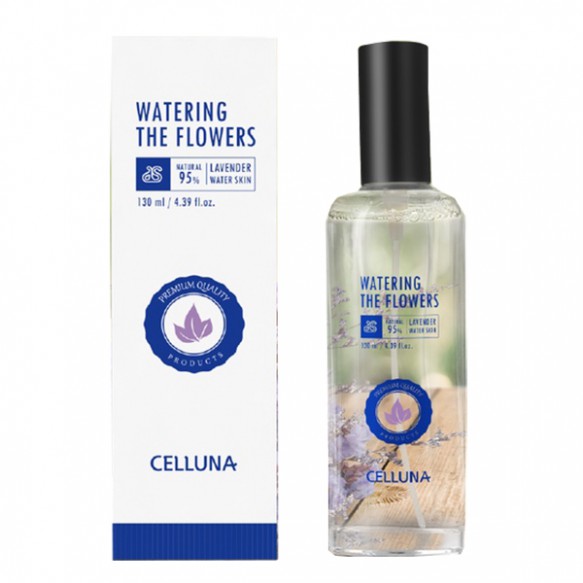 WATERING
THE FLOWERS
NATURAL
95%
LAVENDER
WATER SKIN
130 ml / 4.39 fl.oz.
PREMIUM QUALITY
PRODUCTS
CELLUNA
WATERING
THE FLOWERS
NATURAL
95%
LAVENDER
WATER SKIN
130 ml / 4.39 fl.oz.
PREMIUM QUALITY
PRODUCTS
CELLUNA